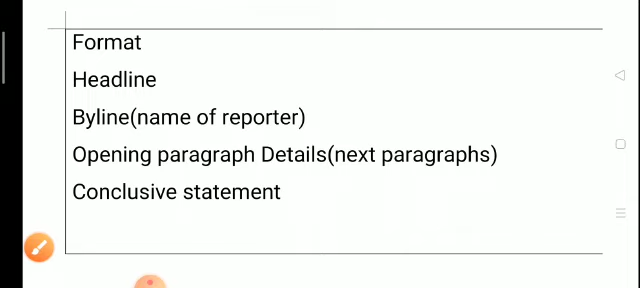 Format
Headline
Byline(name of reporter)
Opening paragraph Details(next paragraphs)
Conclusive statement